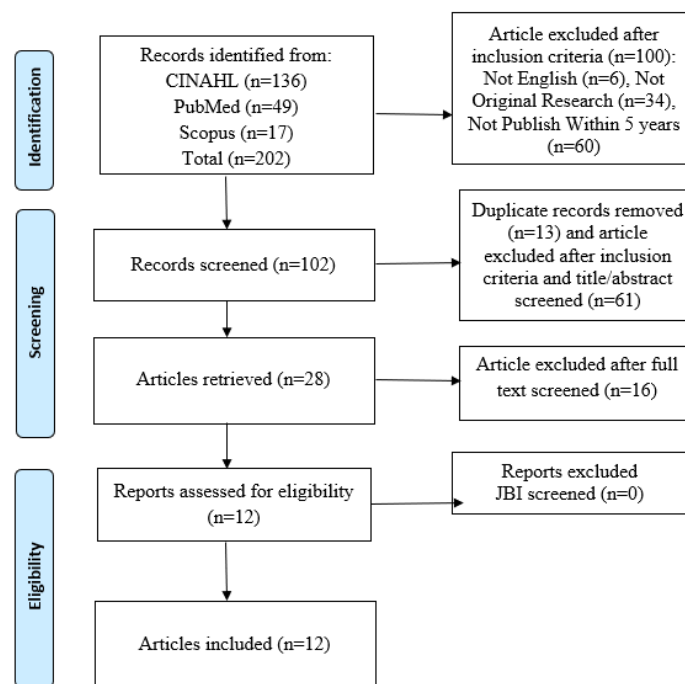 Identification
Records identified from:
CINAHL (n=136)
PubMed (n=49)
Scopus (n=17)
Total (n=202)
Article excluded after
inclusion criteria (n=100):
Not English (n=6), Not
Original Research (n=34),
Not Publish Within 5 years
(n=60)
Screening
Records screened (n=102)
Duplicate records removed
(n=13) and article
excluded after inclusion
criteria and title/abstract
screened (n=61)
Articles retrieved (n=28)
Article excluded after full
text screened (n=16)
Eligibility
Reports assessed for eligibility
(n=12)
Reports excluded
JBI screened (n=0)
Articles included (n=12)